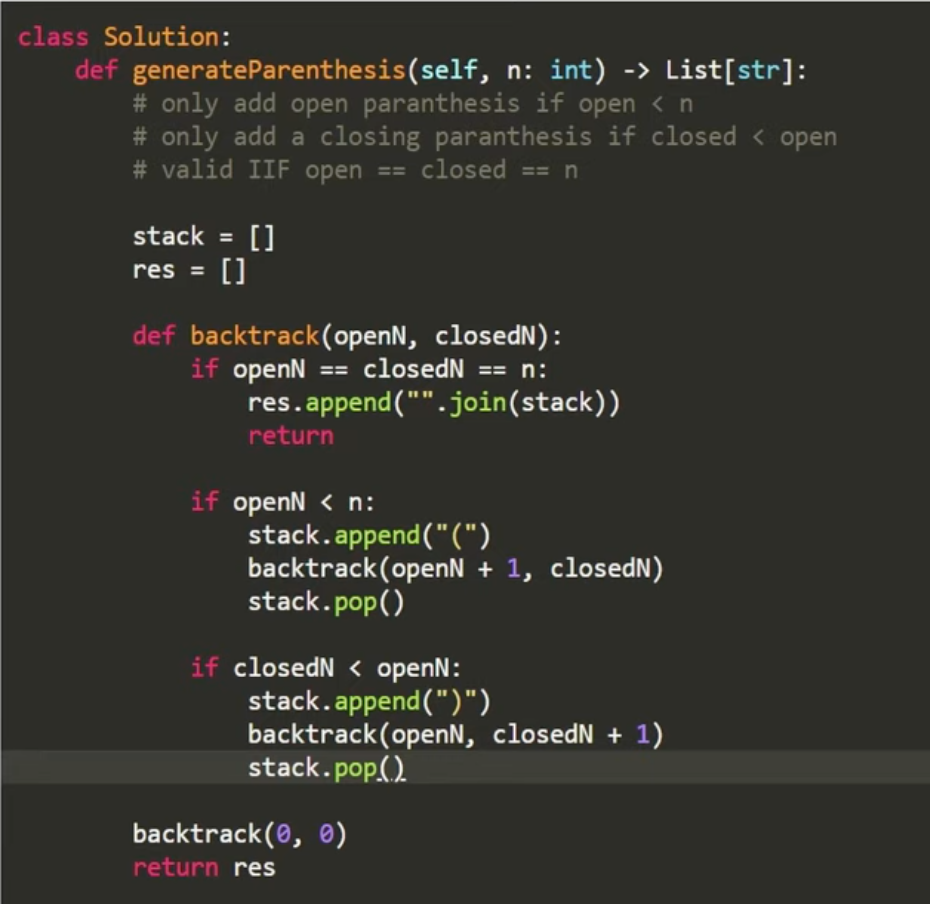 class Solution:
    def generateParenthesis(self, n: int) -> List[str]:
        # only add open paranthesis if open < n
        # only add a closing paranthesis if closed < open
        # valid IIF open == closed == n

        stack = []
        res = []

        def backtrack(openN, closedN):
            if openN == closedN == n:
                res.append("".join(stack))
                return

            if openN < n:
                stack.append("(")
                backtrack(openN + 1, closedN)
                stack.pop()

            if closedN < openN:
                stack.append(")")
                backtrack(openN, closedN + 1)
                stack.pop()

        backtrack(0, 0)
        return res